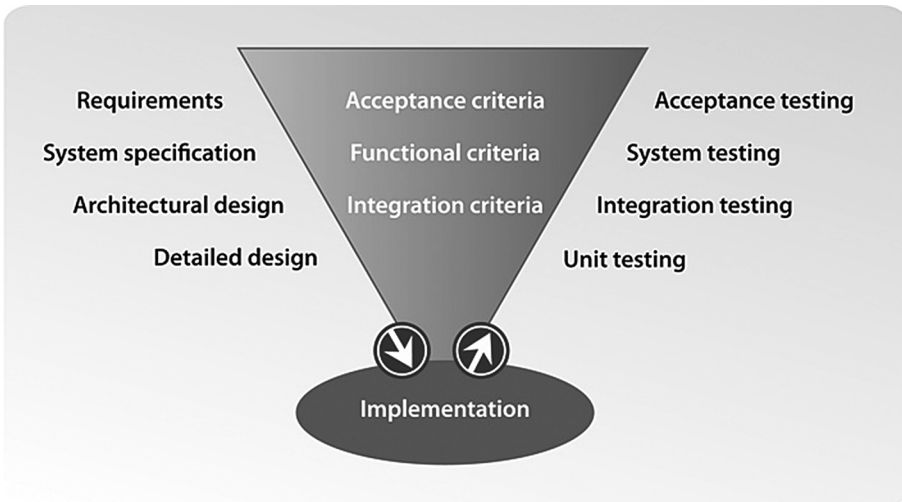 Requirements Acceptance criteria Acceptance testing
System specification Functional criteria System testing
Architectural design Integration criteria Integration testing
Detailed design Unit testing
Implementation